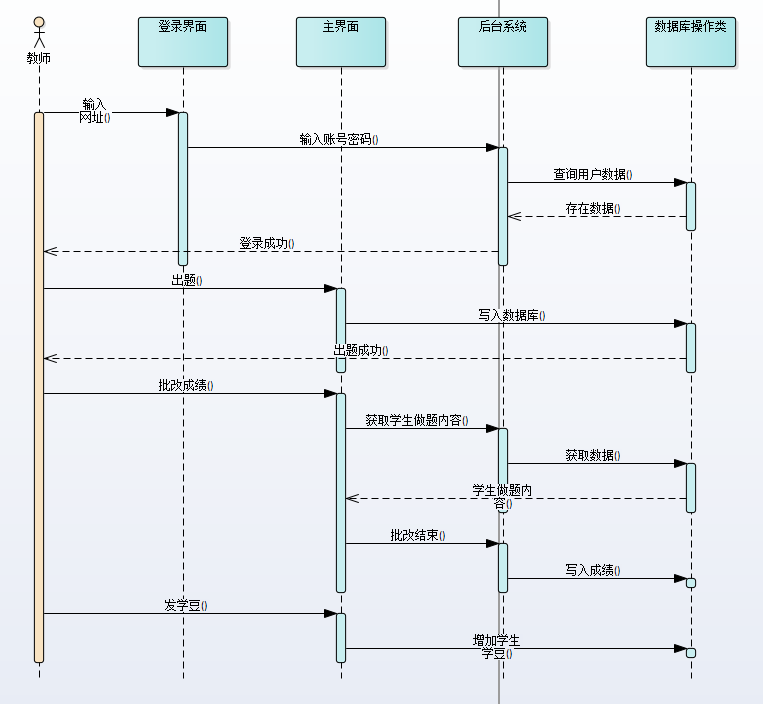 教师
登录界面
主界面
后台系统
数据库操作类
输入
网址()
输入账号密码()
查询用户数据()
存在数据()
登录成功()
出题()
写入数据库()
出题成功()
批改成绩()
获取学生做题内容()
获取数据()
学生做题内
容()
批改结束()
写入成绩()
发学豆()
增加学生
学豆()